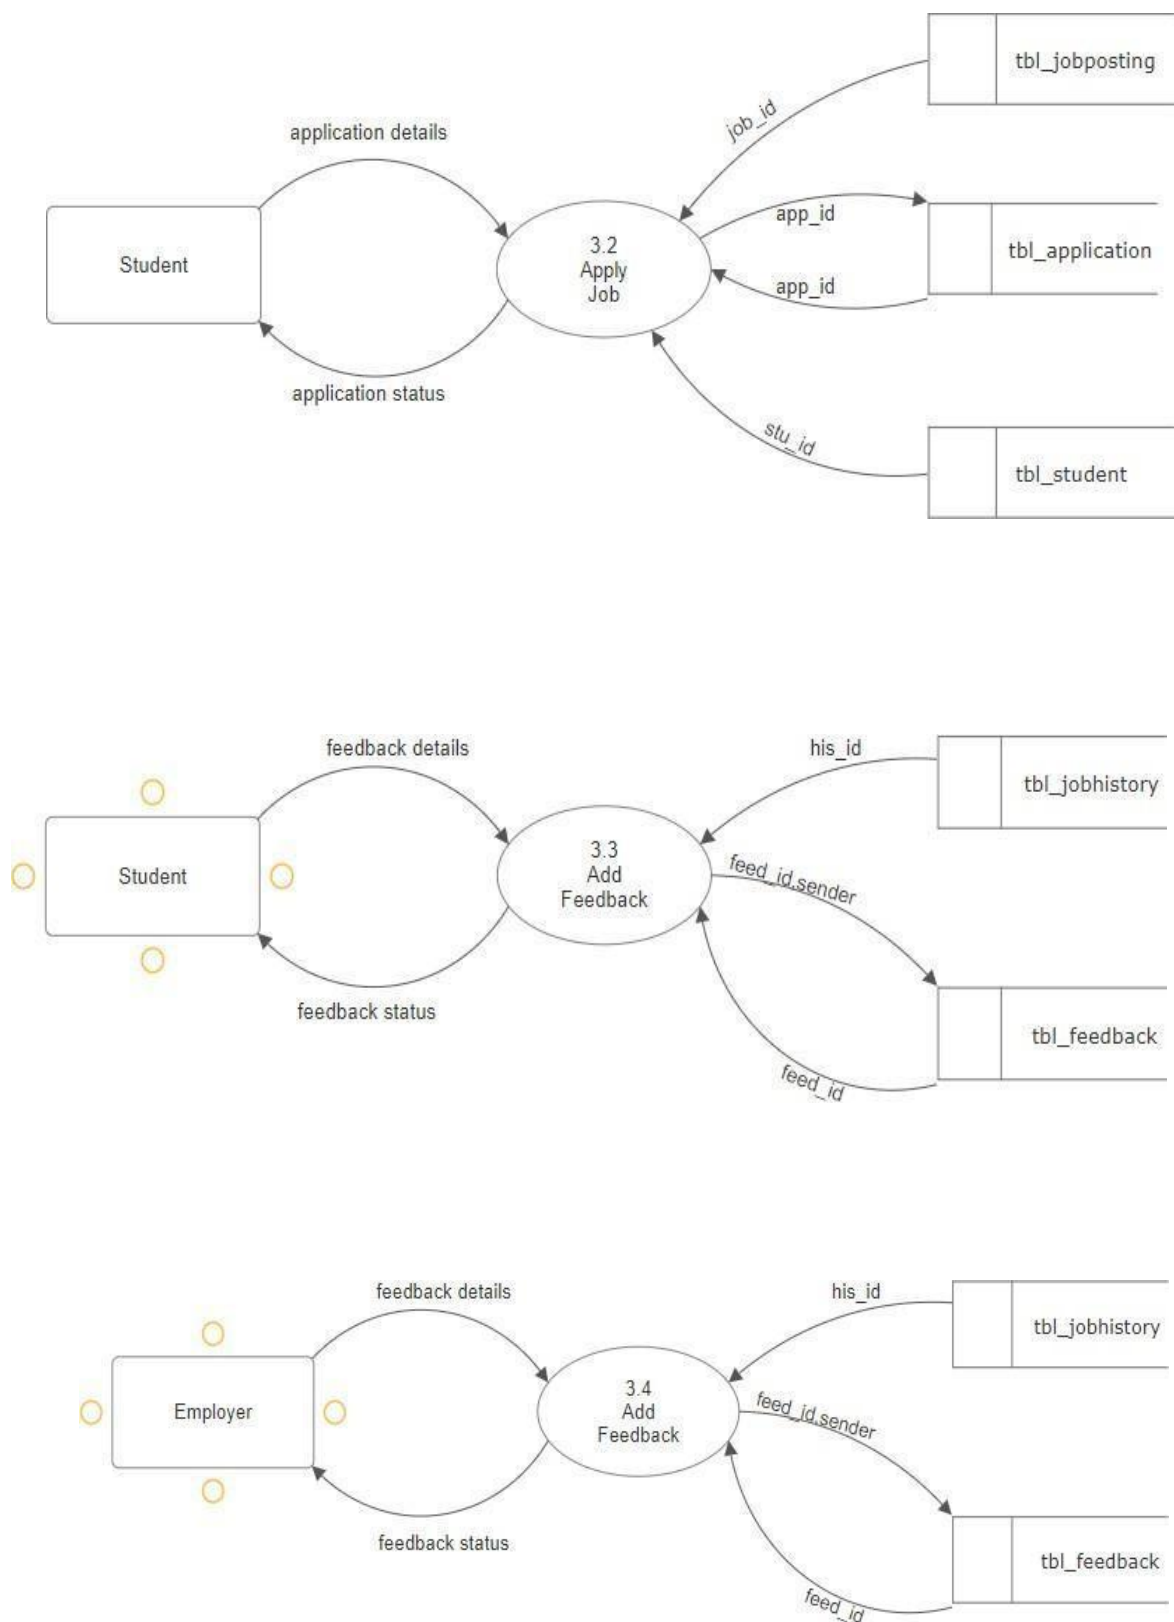 tbl_jobposting
job_id
application details
app_id
3.2
Apply
Job
tbl_application
Student
app_id
application status
stu_id
tbl_student
feedback details
his_id
tbl_jobhistory
3.3
Add
Feedback
feed_id,sender
Student
feedback status
tbl_feedback
feed_id
feedback details
his_id
tbl_jobhistory
3.4
Add
Feedback
feed_id,sender
Employer
feedback status
tbl_feedback
feed_id